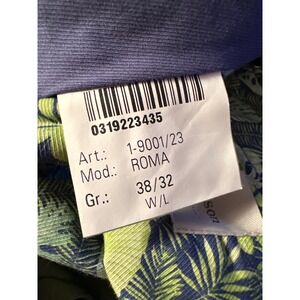 0319223435
Art.: 1-9001/23
Mod.: ROMA
Gr.: 38/32
W/L